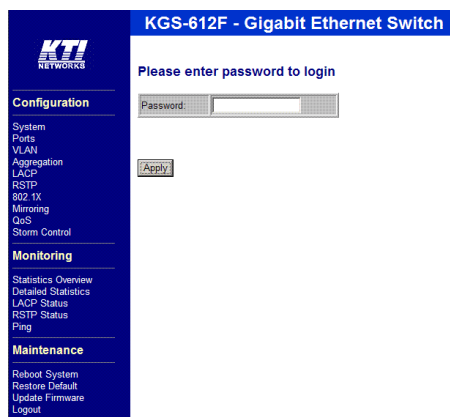 KGS-612F - Gigabit Ethernet Switch
KTI
NETWORKS
Please enter password to login
Password:
Apply
Configuration
System
Ports
VLAN
Aggregation
LACP
RSTP
802.1X
Mirroring
QoS
Storm Control
Monitoring
Statistics Overview
Detailed Statistics
LACP Status
RSTP Status
Ping
Maintenance
Reboot System
Restore Default
Update Firmware
Logout